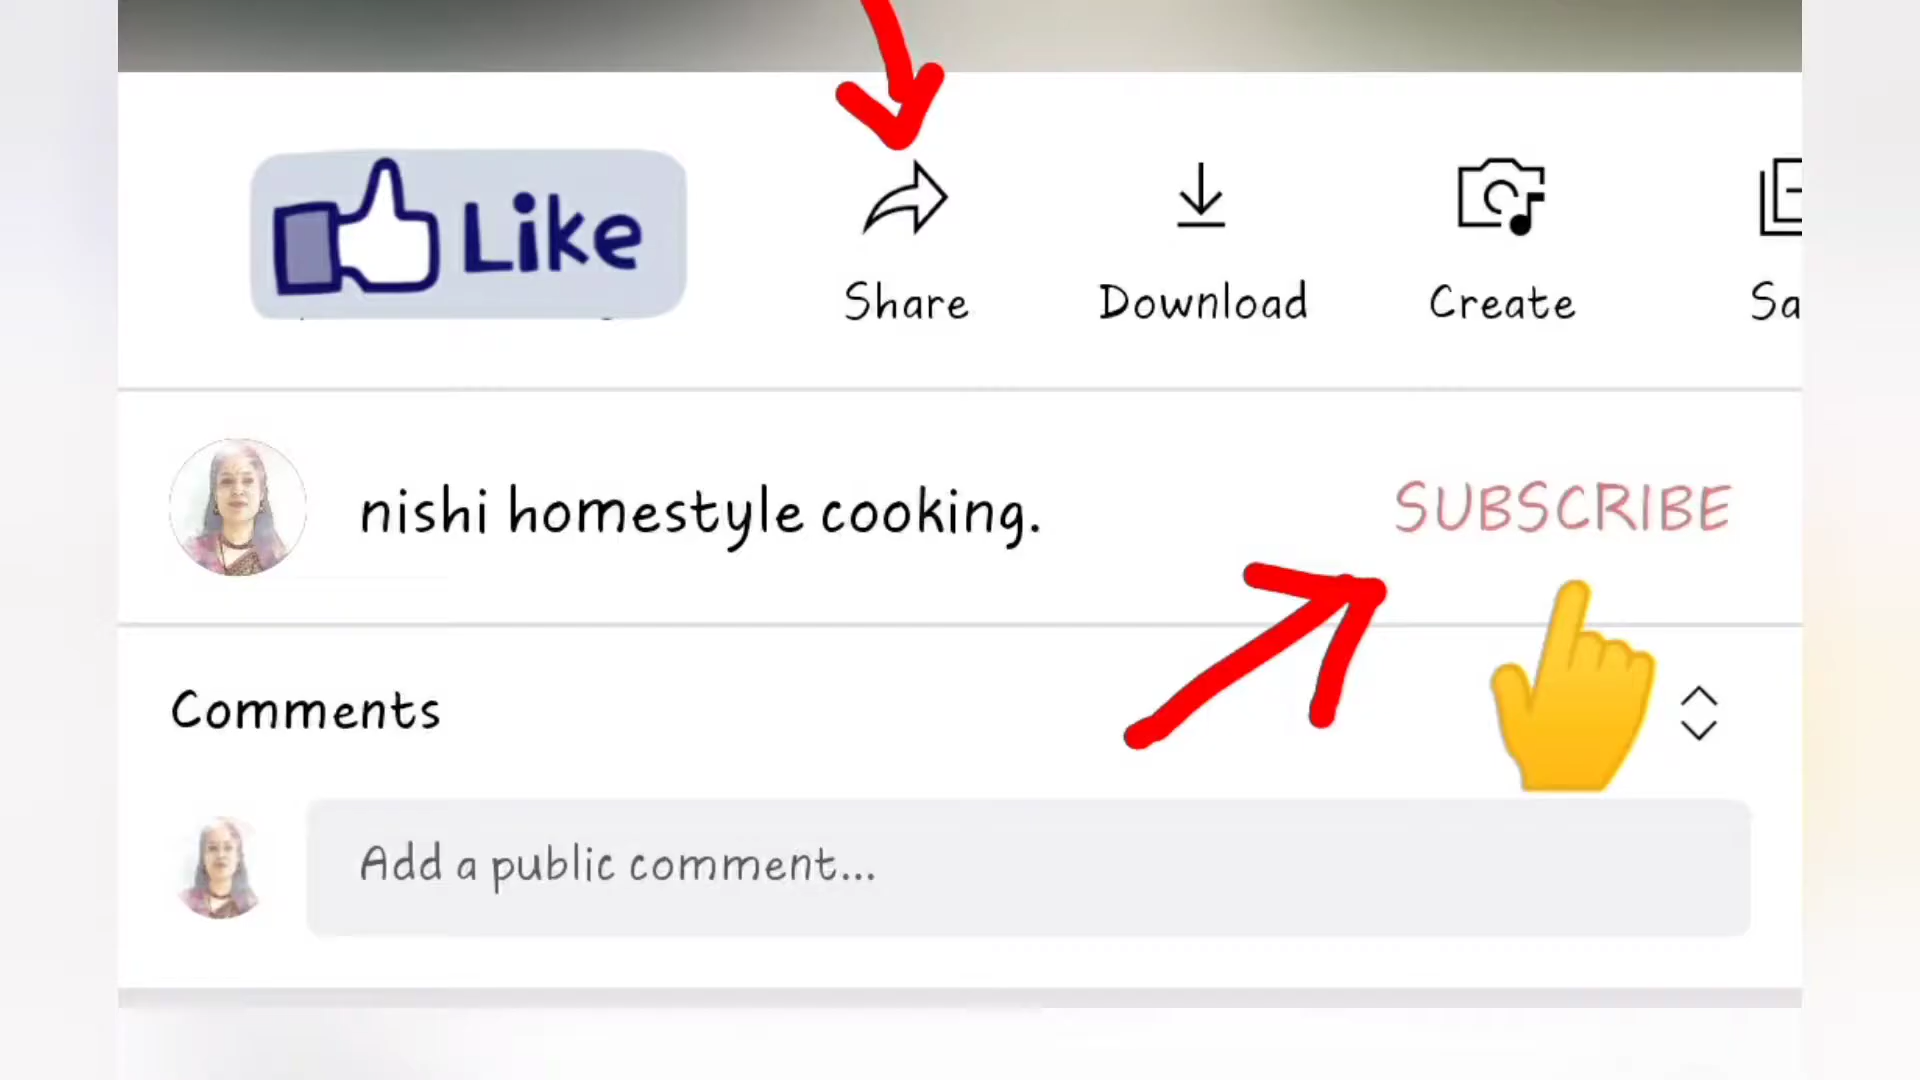 Like
Share
Download
Create
Sa
nishi homestyle cooking.
SUBSCRIBE
Comments
Add a public comment...